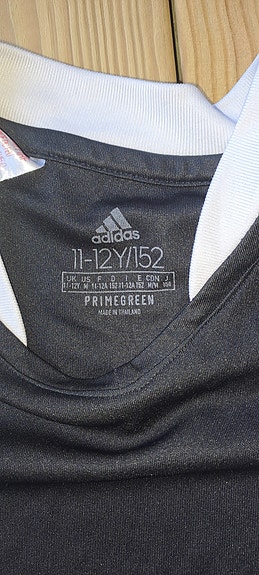 adidas
11-12Y/152
UK US F D I E CON J
11-12Y M 11-12A 152 11-12A 152 M/M 150
PRIMEGREEN
MADE IN THAILAND